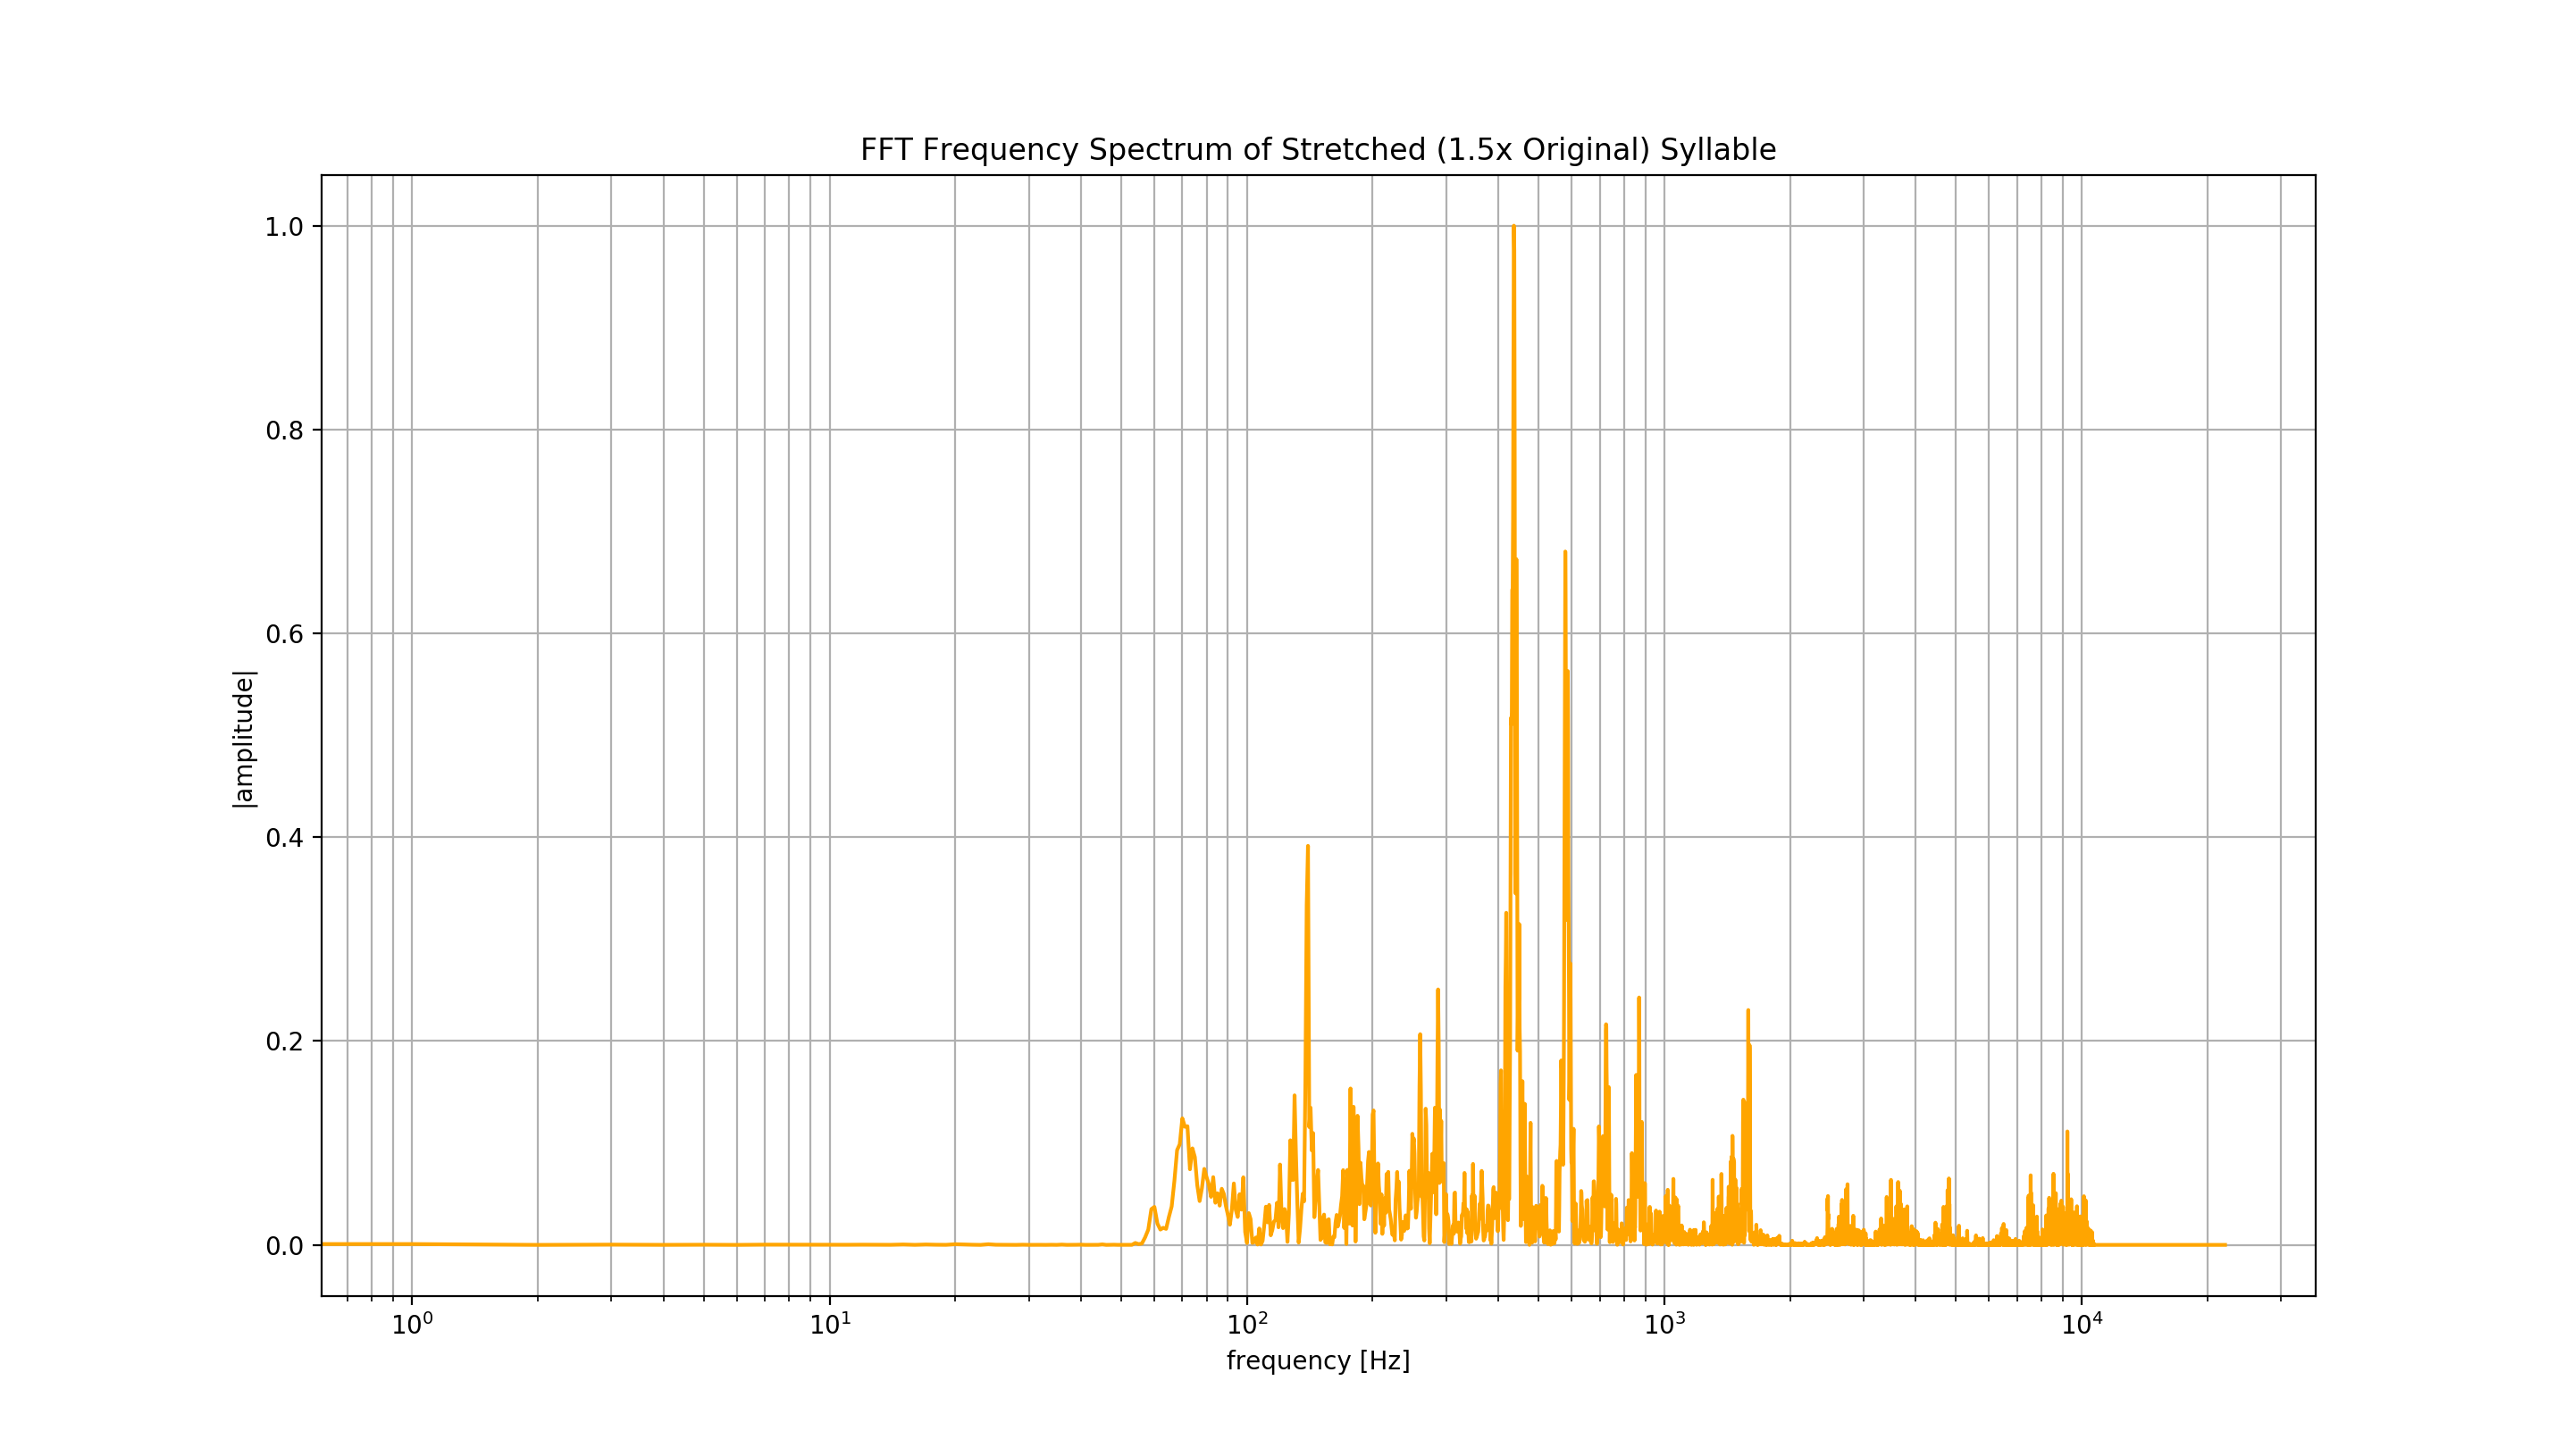 FFT Frequency Spectrum of Stretched (1.5x Original) Syllable
1.0
0.8
0.6
0.4
0.2
0.0
|amplitude|
10⁰ 10¹ 10² 10³ 10⁴
frequency [Hz]